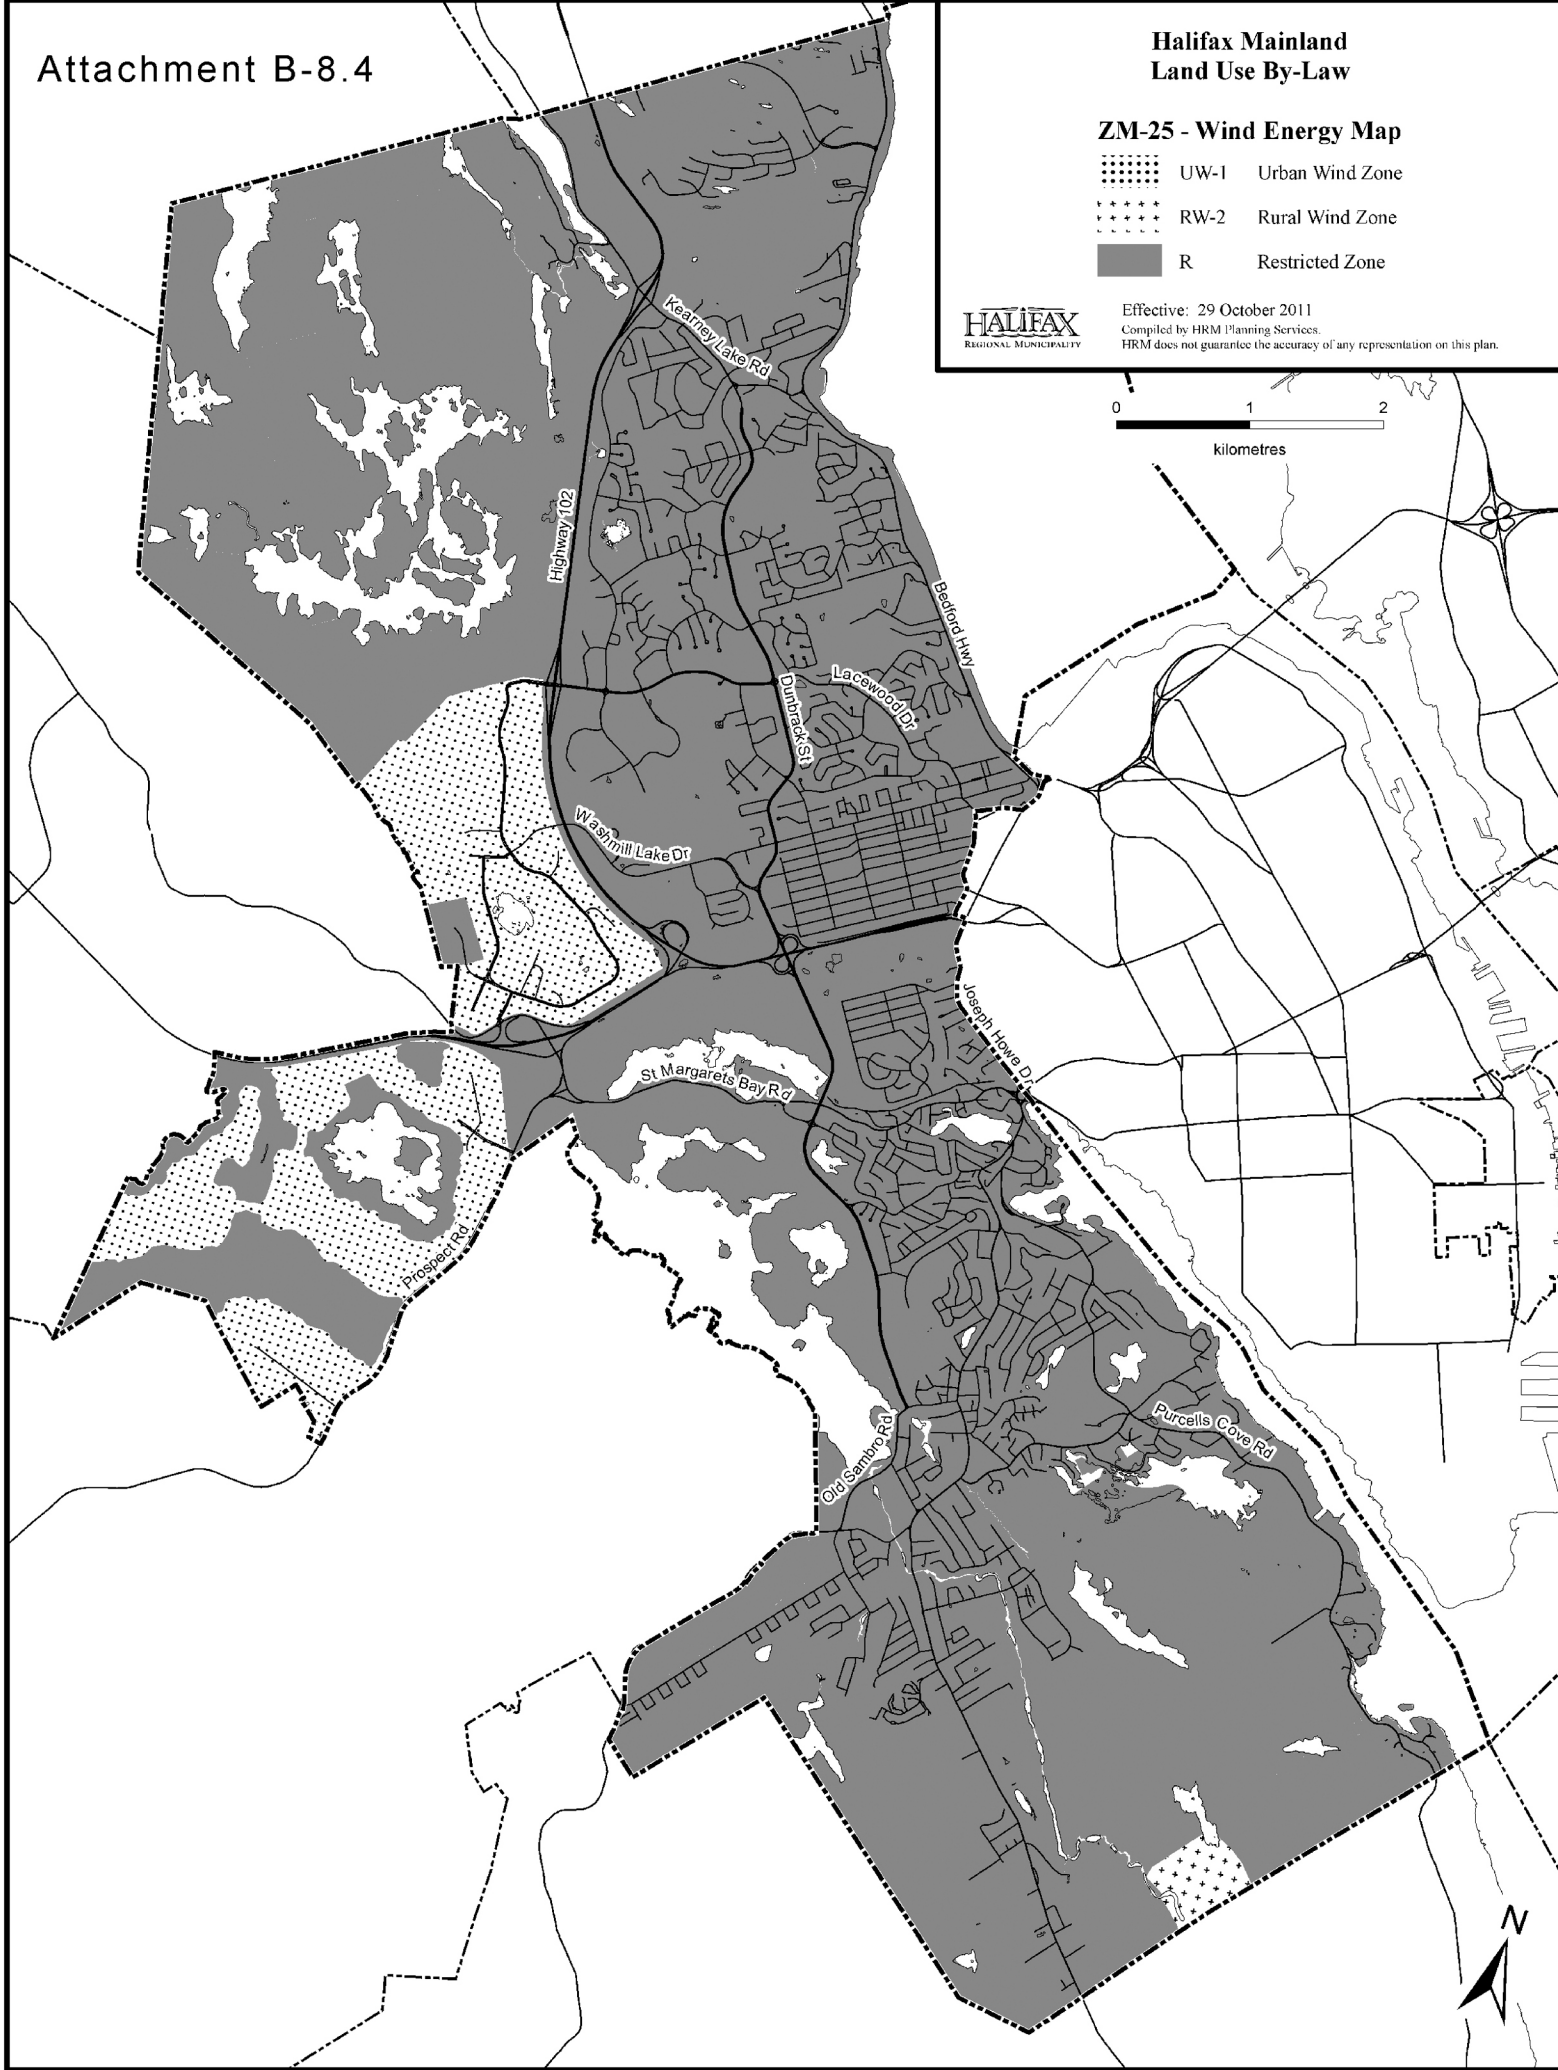 Attachment B-8.4
Halifax Mainland
Land Use By-Law
ZM-25 - Wind Energy Map
UW-1 Urban Wind Zone
RW-2 Rural Wind Zone
R Restricted Zone
HALIFAX
REGIONAL MUNICIPALITY
Effective: 29 October 2011
Compiled by HRM Planning Services.
HRM does not guarantee the accuracy of any representation on this plan.
0 1 2
kilometres
Kearney Lake Rd
Highway 102
Bedford Hwy
Lacewood Dr
Dunbrack St
Washmill Lake Dr
Joseph Howe Dr
St Margarets Bay Rd
Prospect Rd
Purcells Cove Rd
Old Sambro Rd
N